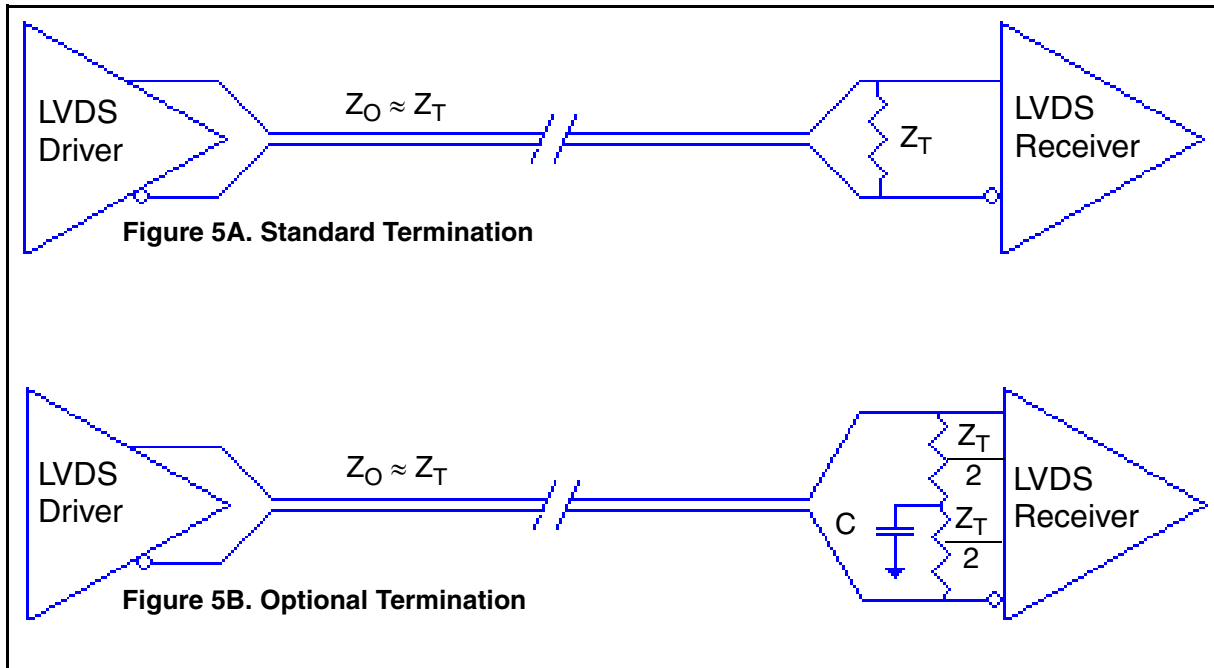 LVDS
Driver
Z_O ≈ Z_T
Z_T
LVDS
Receiver
Figure 5A. Standard Termination
LVDS
Driver
Z_O ≈ Z_T
C
Z_T
2
Z_T
2
LVDS
Receiver
Figure 5B. Optional Termination